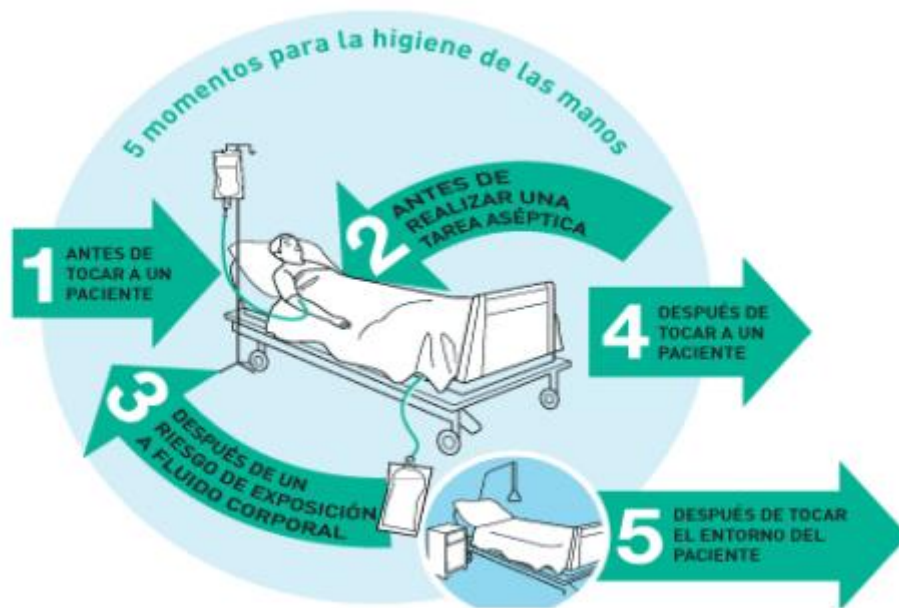 5 momentos para la higiene de las manos
1
ANTES DE
TOCAR A UN
PACIENTE
2
ANTES DE
REALIZAR UNA
TAREA ASÉPTICA
3
DESPUÉS DE UN
RIESGO DE EXPOSICIÓN
A FLUIDO CORPORAL
4
DESPUÉS DE
TOCAR A UN
PACIENTE
5
DESPUÉS DE TOCAR
EL ENTORNO DEL
PACIENTE